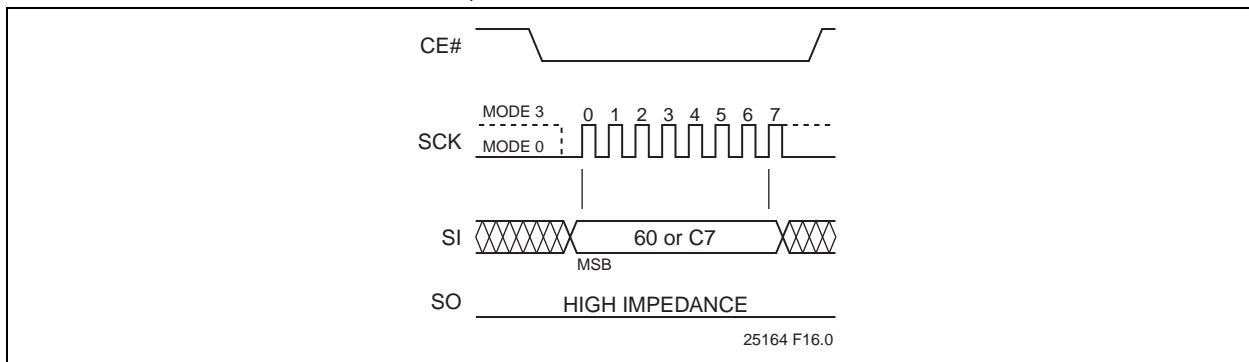 CE#
MODE 3 0 1 2 3 4 5 6 7
SCK MODE 0
SI 60 or C7
MSB
SO HIGH IMPEDANCE
25164 F16.0